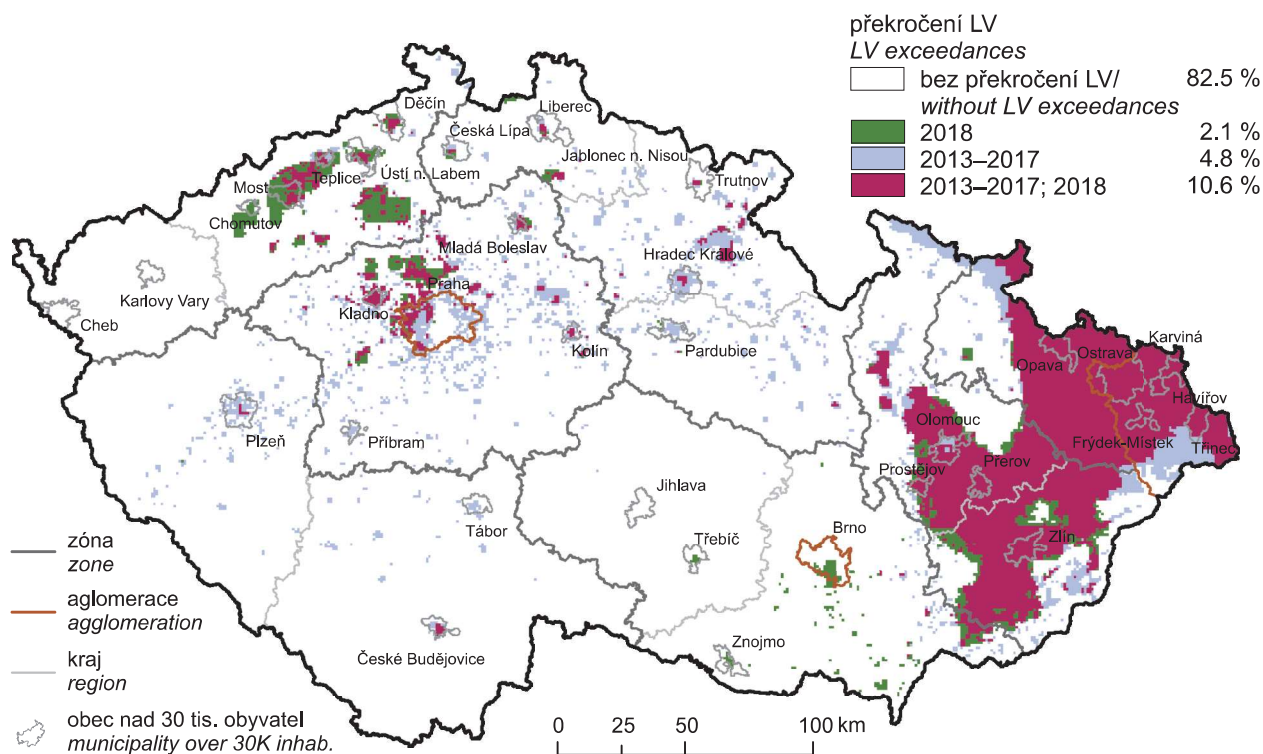 překročení LV
LV exceedances
bez překročení LV/ 82.5 %
without LV exceedances
2018 2.1 %
2013–2017 4.8 %
2013–2017; 2018 10.6 %
Děčín
Liberec
Česká Lípa
Jablonec n. Nisou
Teplice
Ústí n. Labem
Trutnov
Most
Chomutov
Mladá Boleslav
Hradec Králové
Karlovy Vary
Praha
Kladno
Cheb
Kolín
Pardubice
Karviná
Ostrava
Opava
Havířov
Olomouc
Frýdek-Místek
Třinec
Plzeň
Příbram
Prostějov
Přerov
Jihlava
Tábor
Brno
Zlín
Třebíč
České Budějovice
Znojmo
zóna
zone
aglomerace
agglomeration
kraj
region
obec nad 30 tis. obyvatel
municipality over 30K inhab.
0 25 50 100 km